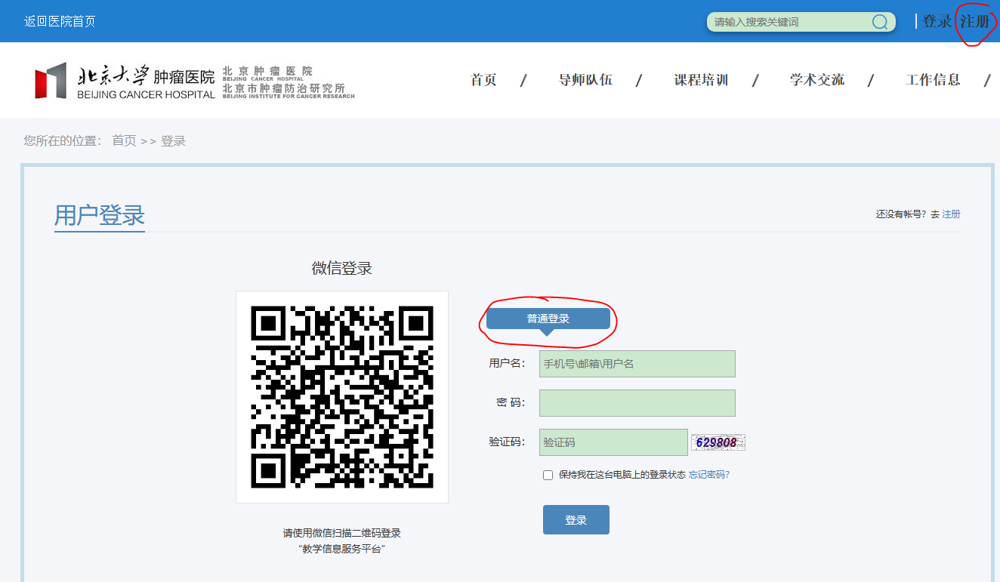 返回医院首页
请输入搜索关键词
登录 注册
北京大学肿瘤医院
BEIJING CANCER HOSPITAL
北京肿瘤医院
BEIJING CANCER HOSPITAL
北京市肿瘤防治研究所
BEIJING INSTITUTE FOR CANCER RESEARCH
首页 / 导师队伍 / 课程培训 / 学术交流 / 工作信息 /
您所在的位置： 首页 >> 登录
用户登录
还没有帐号？去 注册
微信登录
普通登录
用户名： 手机号\邮箱\用户名
密 码：
验证码： 验证码 629808
保持我在这台电脑上的登录状态 忘记密码?
登录
请使用微信扫描二维码登录
“教学信息服务平台”